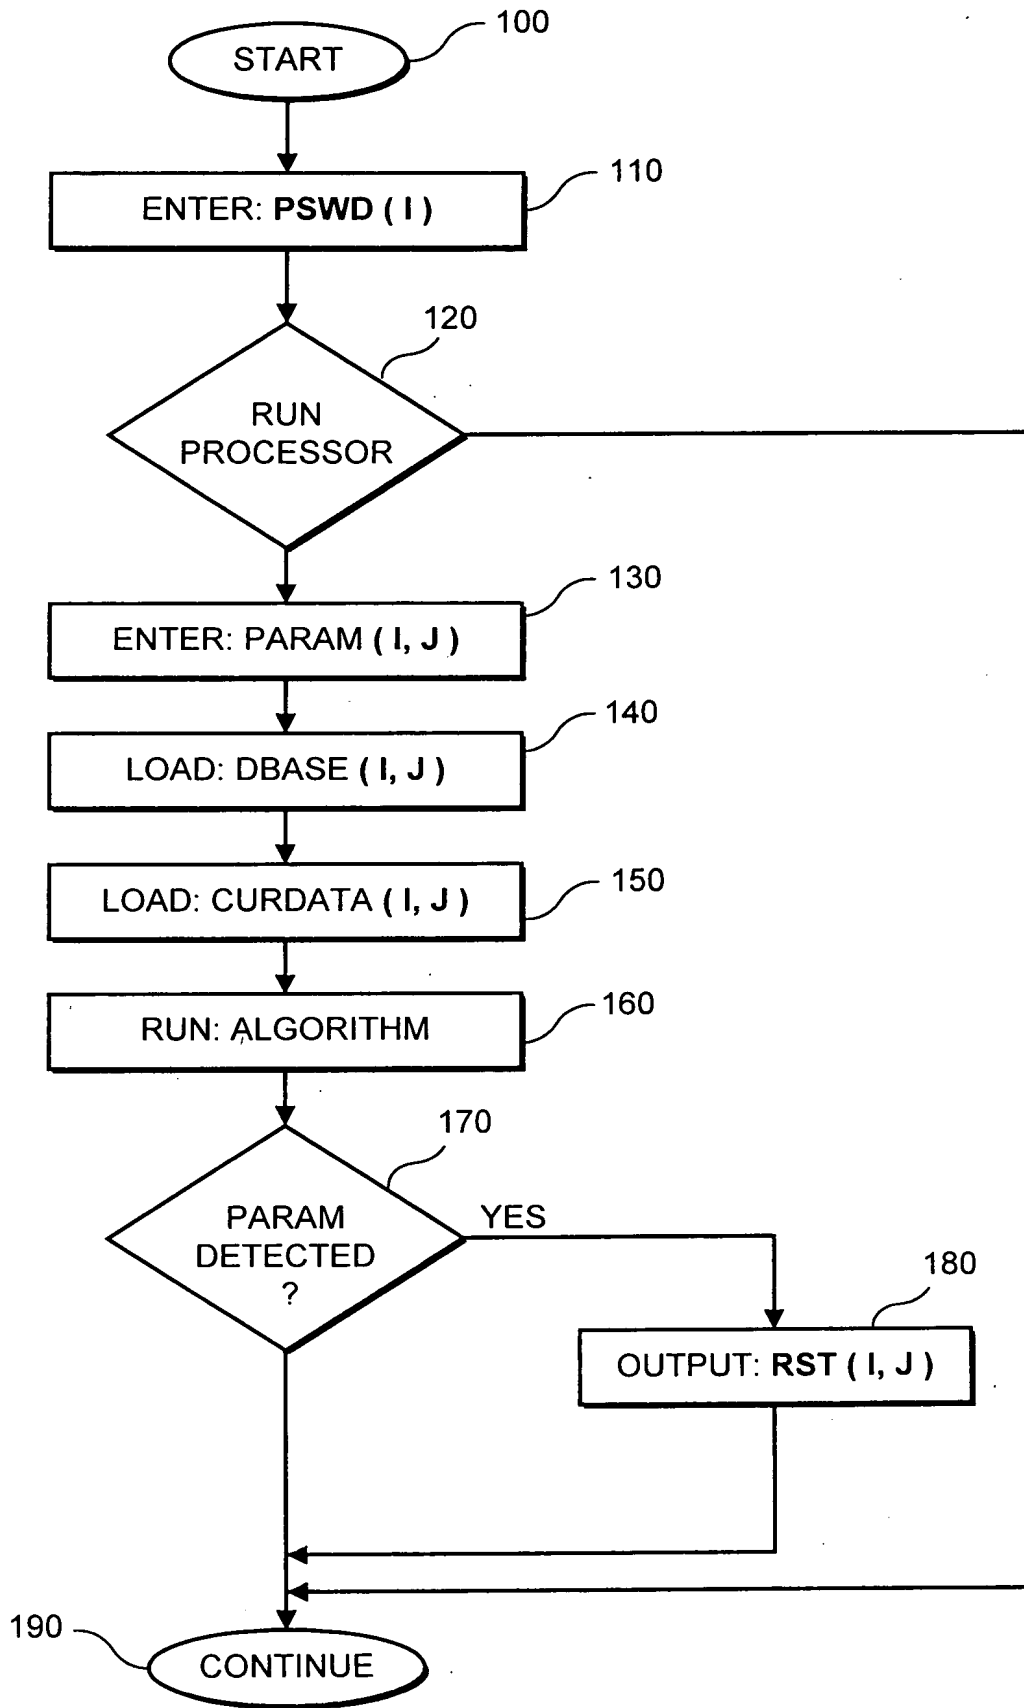 100
START
110
ENTER: PSWD ( I )
120
RUN
PROCESSOR
130
ENTER: PARAM ( I, J )
140
LOAD: DBASE ( I, J )
150
LOAD: CURDATA ( I, J )
160
RUN: ALGORITHM
170
PARAM
DETECTED
?
YES
180
OUTPUT: RST ( I, J )
190
CONTINUE